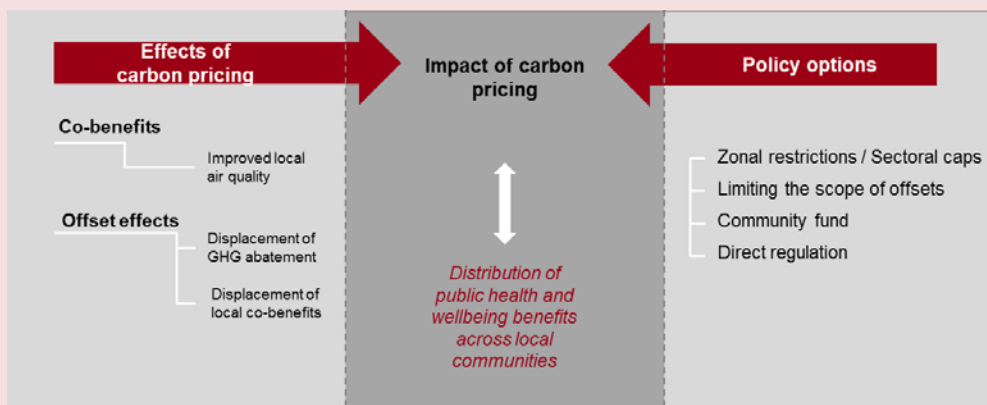 Effects of
carbon pricing
Co-benefits
Improved local
air quality
Offset effects
Displacement of
GHG abatement
Displacement of
local co-benefits
Impact of carbon
pricing
Distribution of
public health and
wellbeing benefits
across local
communities
Policy options
Zonal restrictions / Sectoral caps
Limiting the scope of offsets
Community fund
Direct regulation